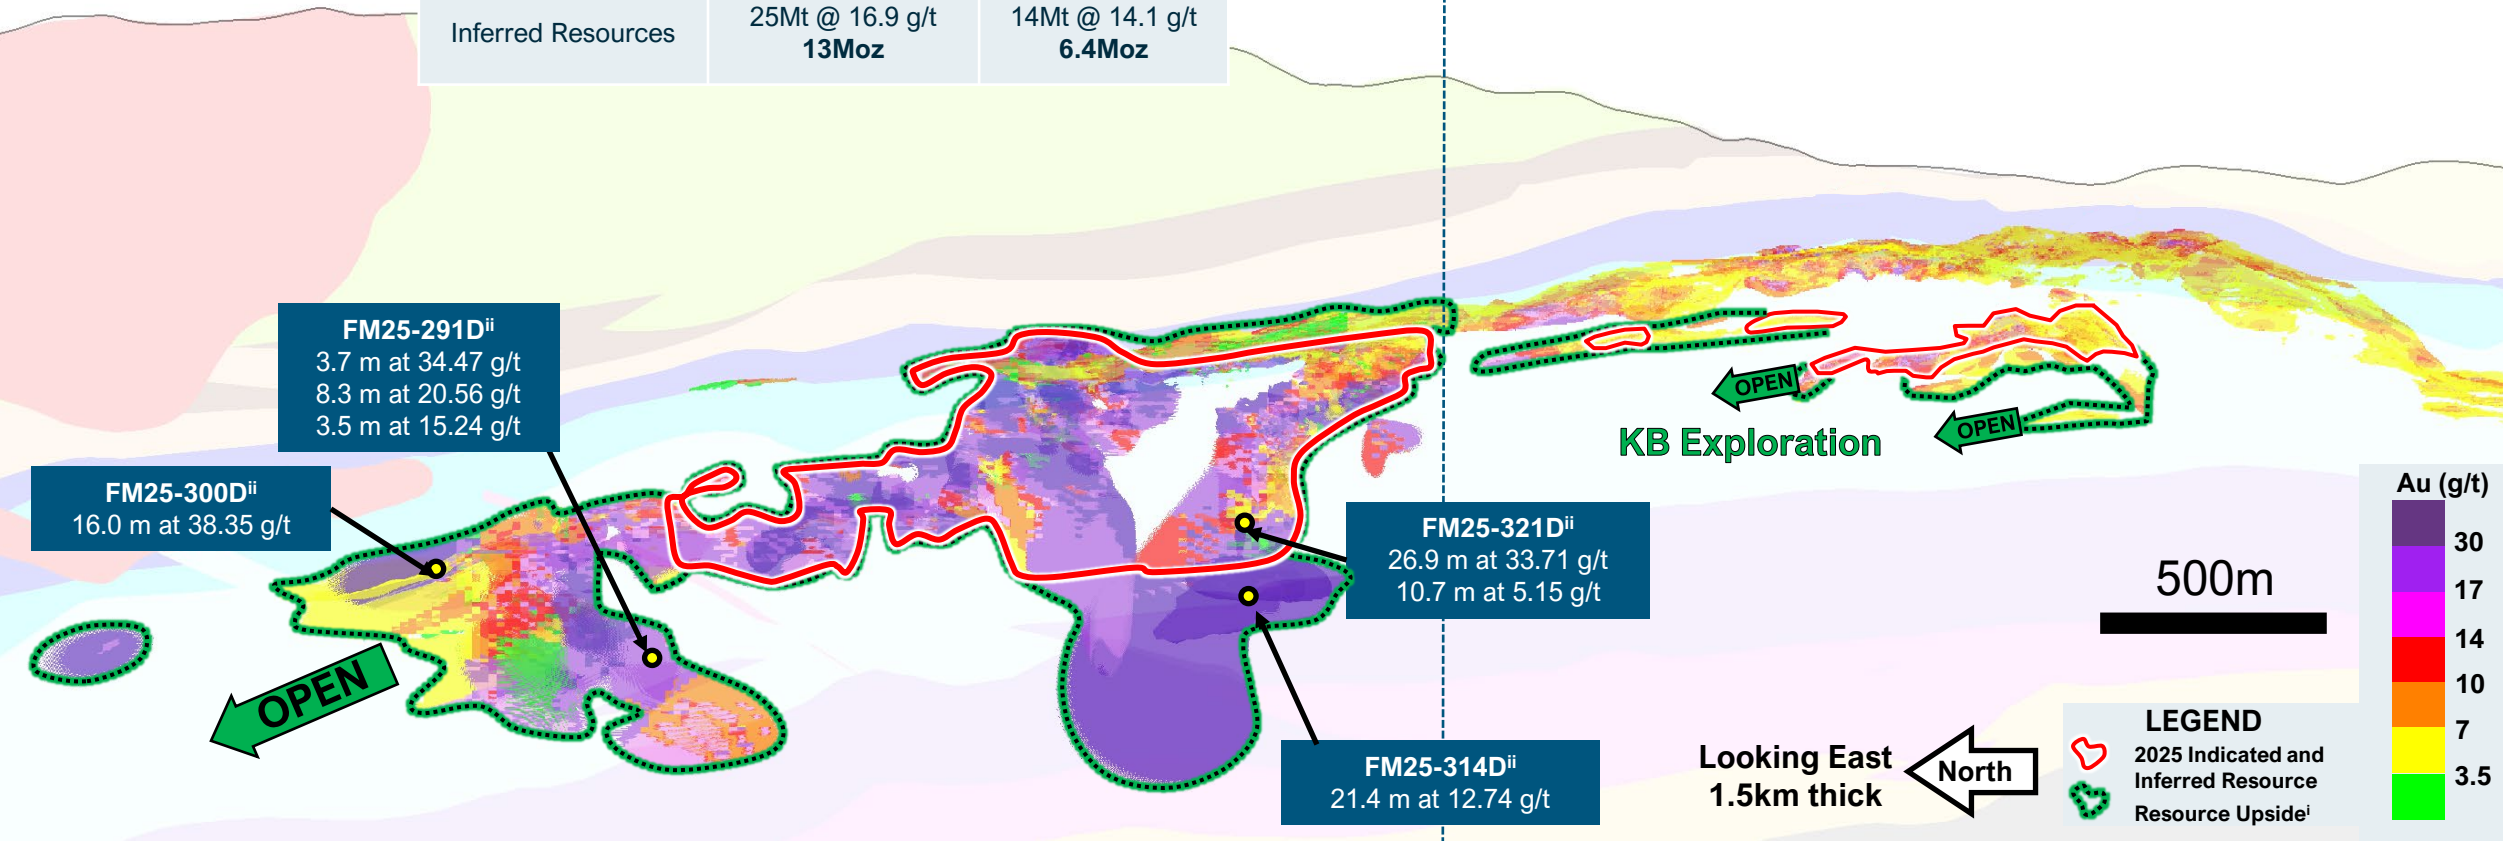 Inferred Resources
25Mt @ 16.9 g/t
13Moz
14Mt @ 14.1 g/t
6.4Moz
FM25-291Dii
3.7 m at 34.47 g/t
8.3 m at 20.56 g/t
3.5 m at 15.24 g/t
FM25-300Dii
16.0 m at 38.35 g/t
OPEN
OPEN
KB Exploration
FM25-321Dii
26.9 m at 33.71 g/t
10.7 m at 5.15 g/t
OPEN
FM25-314Dii
21.4 m at 12.74 g/t
Looking East
1.5km thick
North
500m
LEGEND
2025 Indicated and
Inferred Resource
Resource Upsidei
Au (g/t)
30
17
14
10
7
3.5